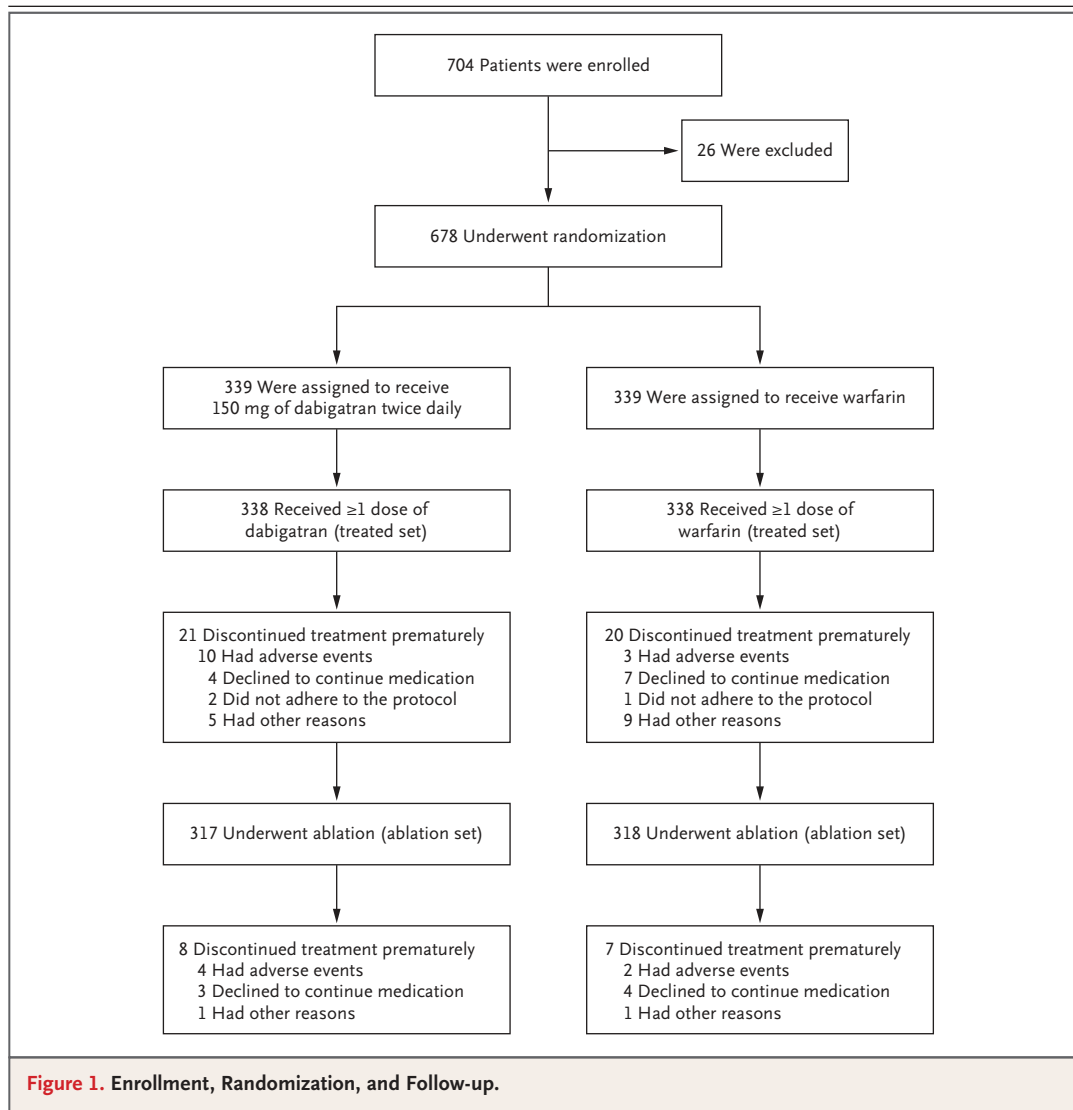 704 Patients were enrolled
26 Were excluded
678 Underwent randomization
339 Were assigned to receive
150 mg of dabigatran twice daily
339 Were assigned to receive warfarin
338 Received ≥1 dose of
dabigatran (treated set)
338 Received ≥1 dose of
warfarin (treated set)
21 Discontinued treatment prematurely
10 Had adverse events
4 Declined to continue medication
2 Did not adhere to the protocol
5 Had other reasons
20 Discontinued treatment prematurely
3 Had adverse events
7 Declined to continue medication
1 Did not adhere to the protocol
9 Had other reasons
317 Underwent ablation (ablation set)
318 Underwent ablation (ablation set)
8 Discontinued treatment prematurely
4 Had adverse events
3 Declined to continue medication
1 Had other reasons
7 Discontinued treatment prematurely
2 Had adverse events
4 Declined to continue medication
1 Had other reasons
Figure 1. Enrollment, Randomization, and Follow-up.